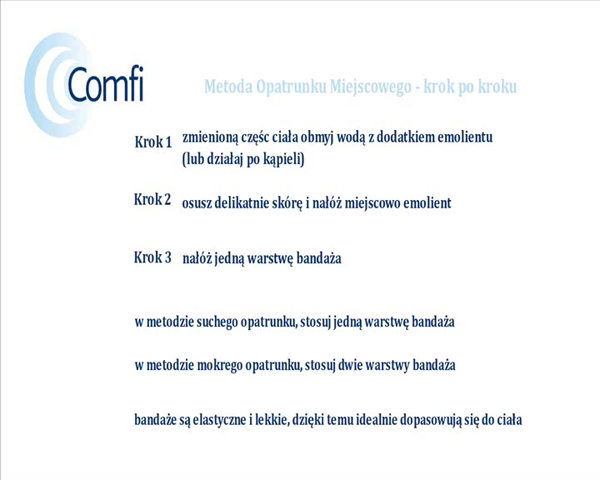 Comfi
Metoda Opatrunku Miejscowego - krok po kroku
Krok 1 zmienioną częśc ciała obmyj wodą z dodatkiem emolientu
(lub działaj po kąpieli)
Krok 2 osusz delikatnie skórę i nałóż miejscowo emolient
Krok 3 nałóż jedną warstwę bandaża
w metodzie suchego opatrunku, stosuj jedną warstwę bandaża
w metodzie mokrego opatrunku, stosuj dwie warstwy bandaża
bandaże są elastyczne i lekkie, dzięki temu idealnie dopasowują się do ciała